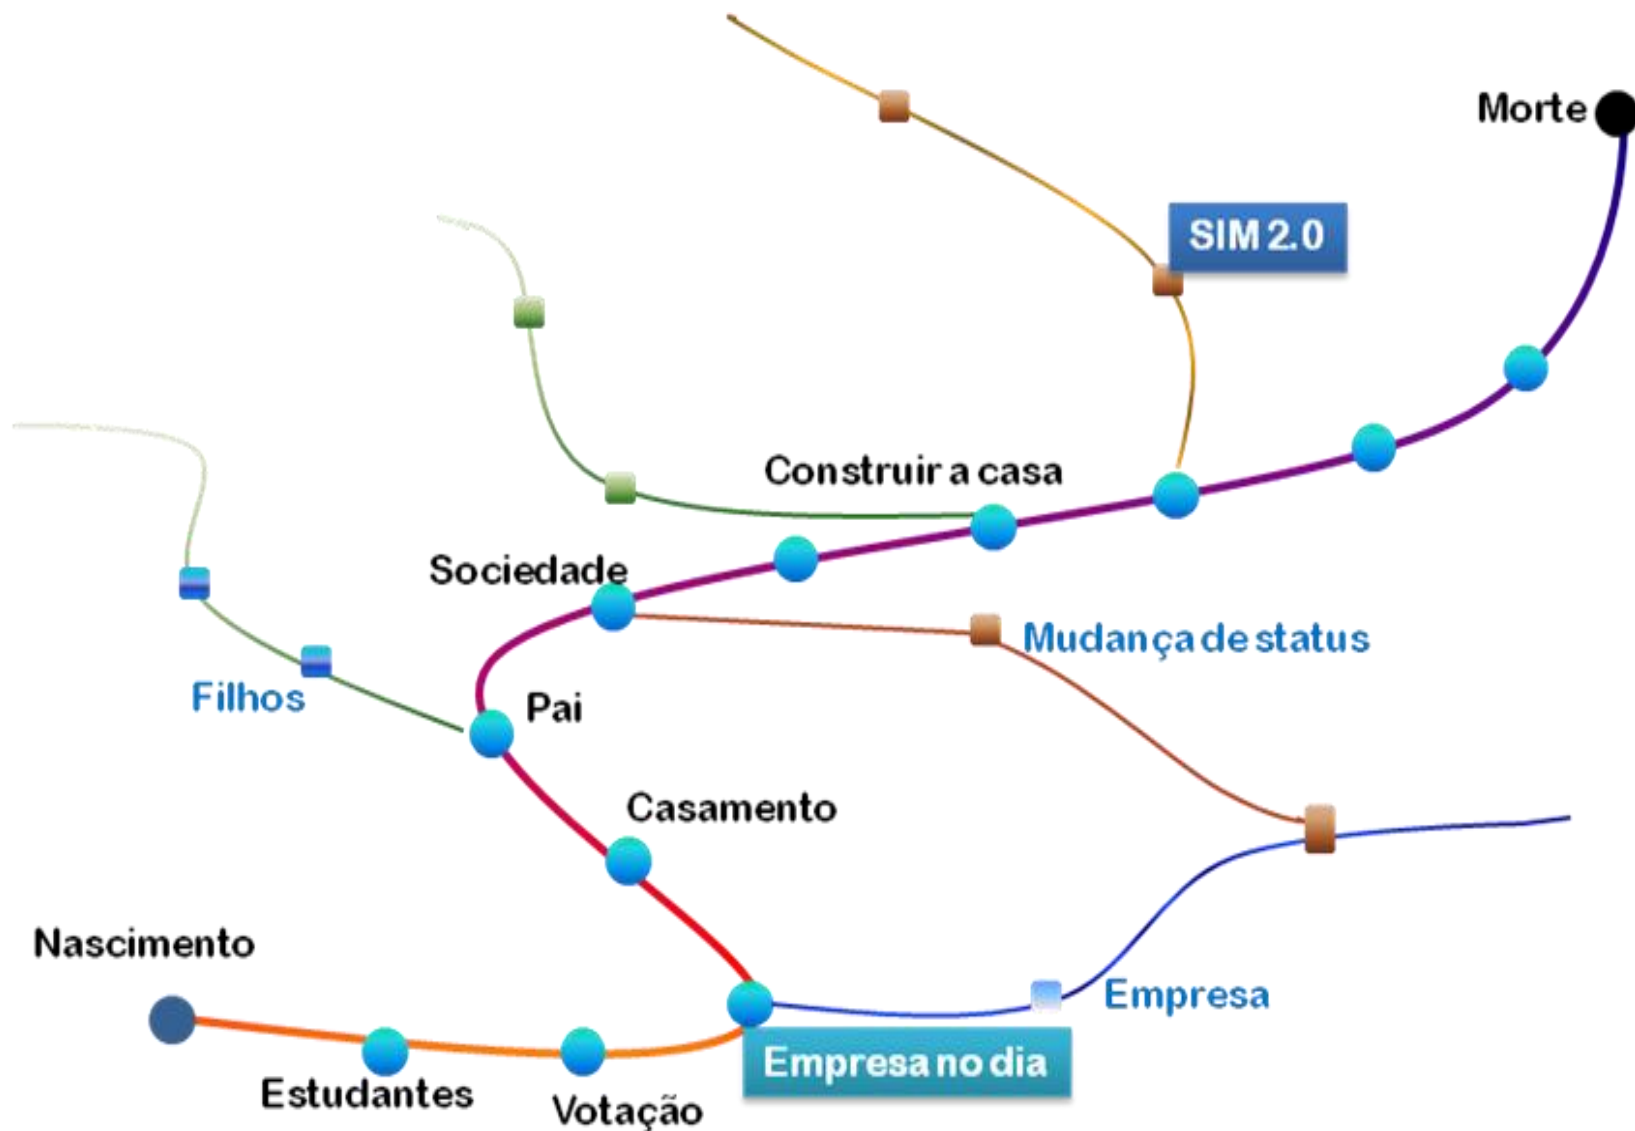 Morte
SIM 2.0
Construir a casa
Sociedade
Mudança de status
Filhos
Pai
Casamento
Nascimento
Empresa
Empresa no dia
Estudantes
Votação